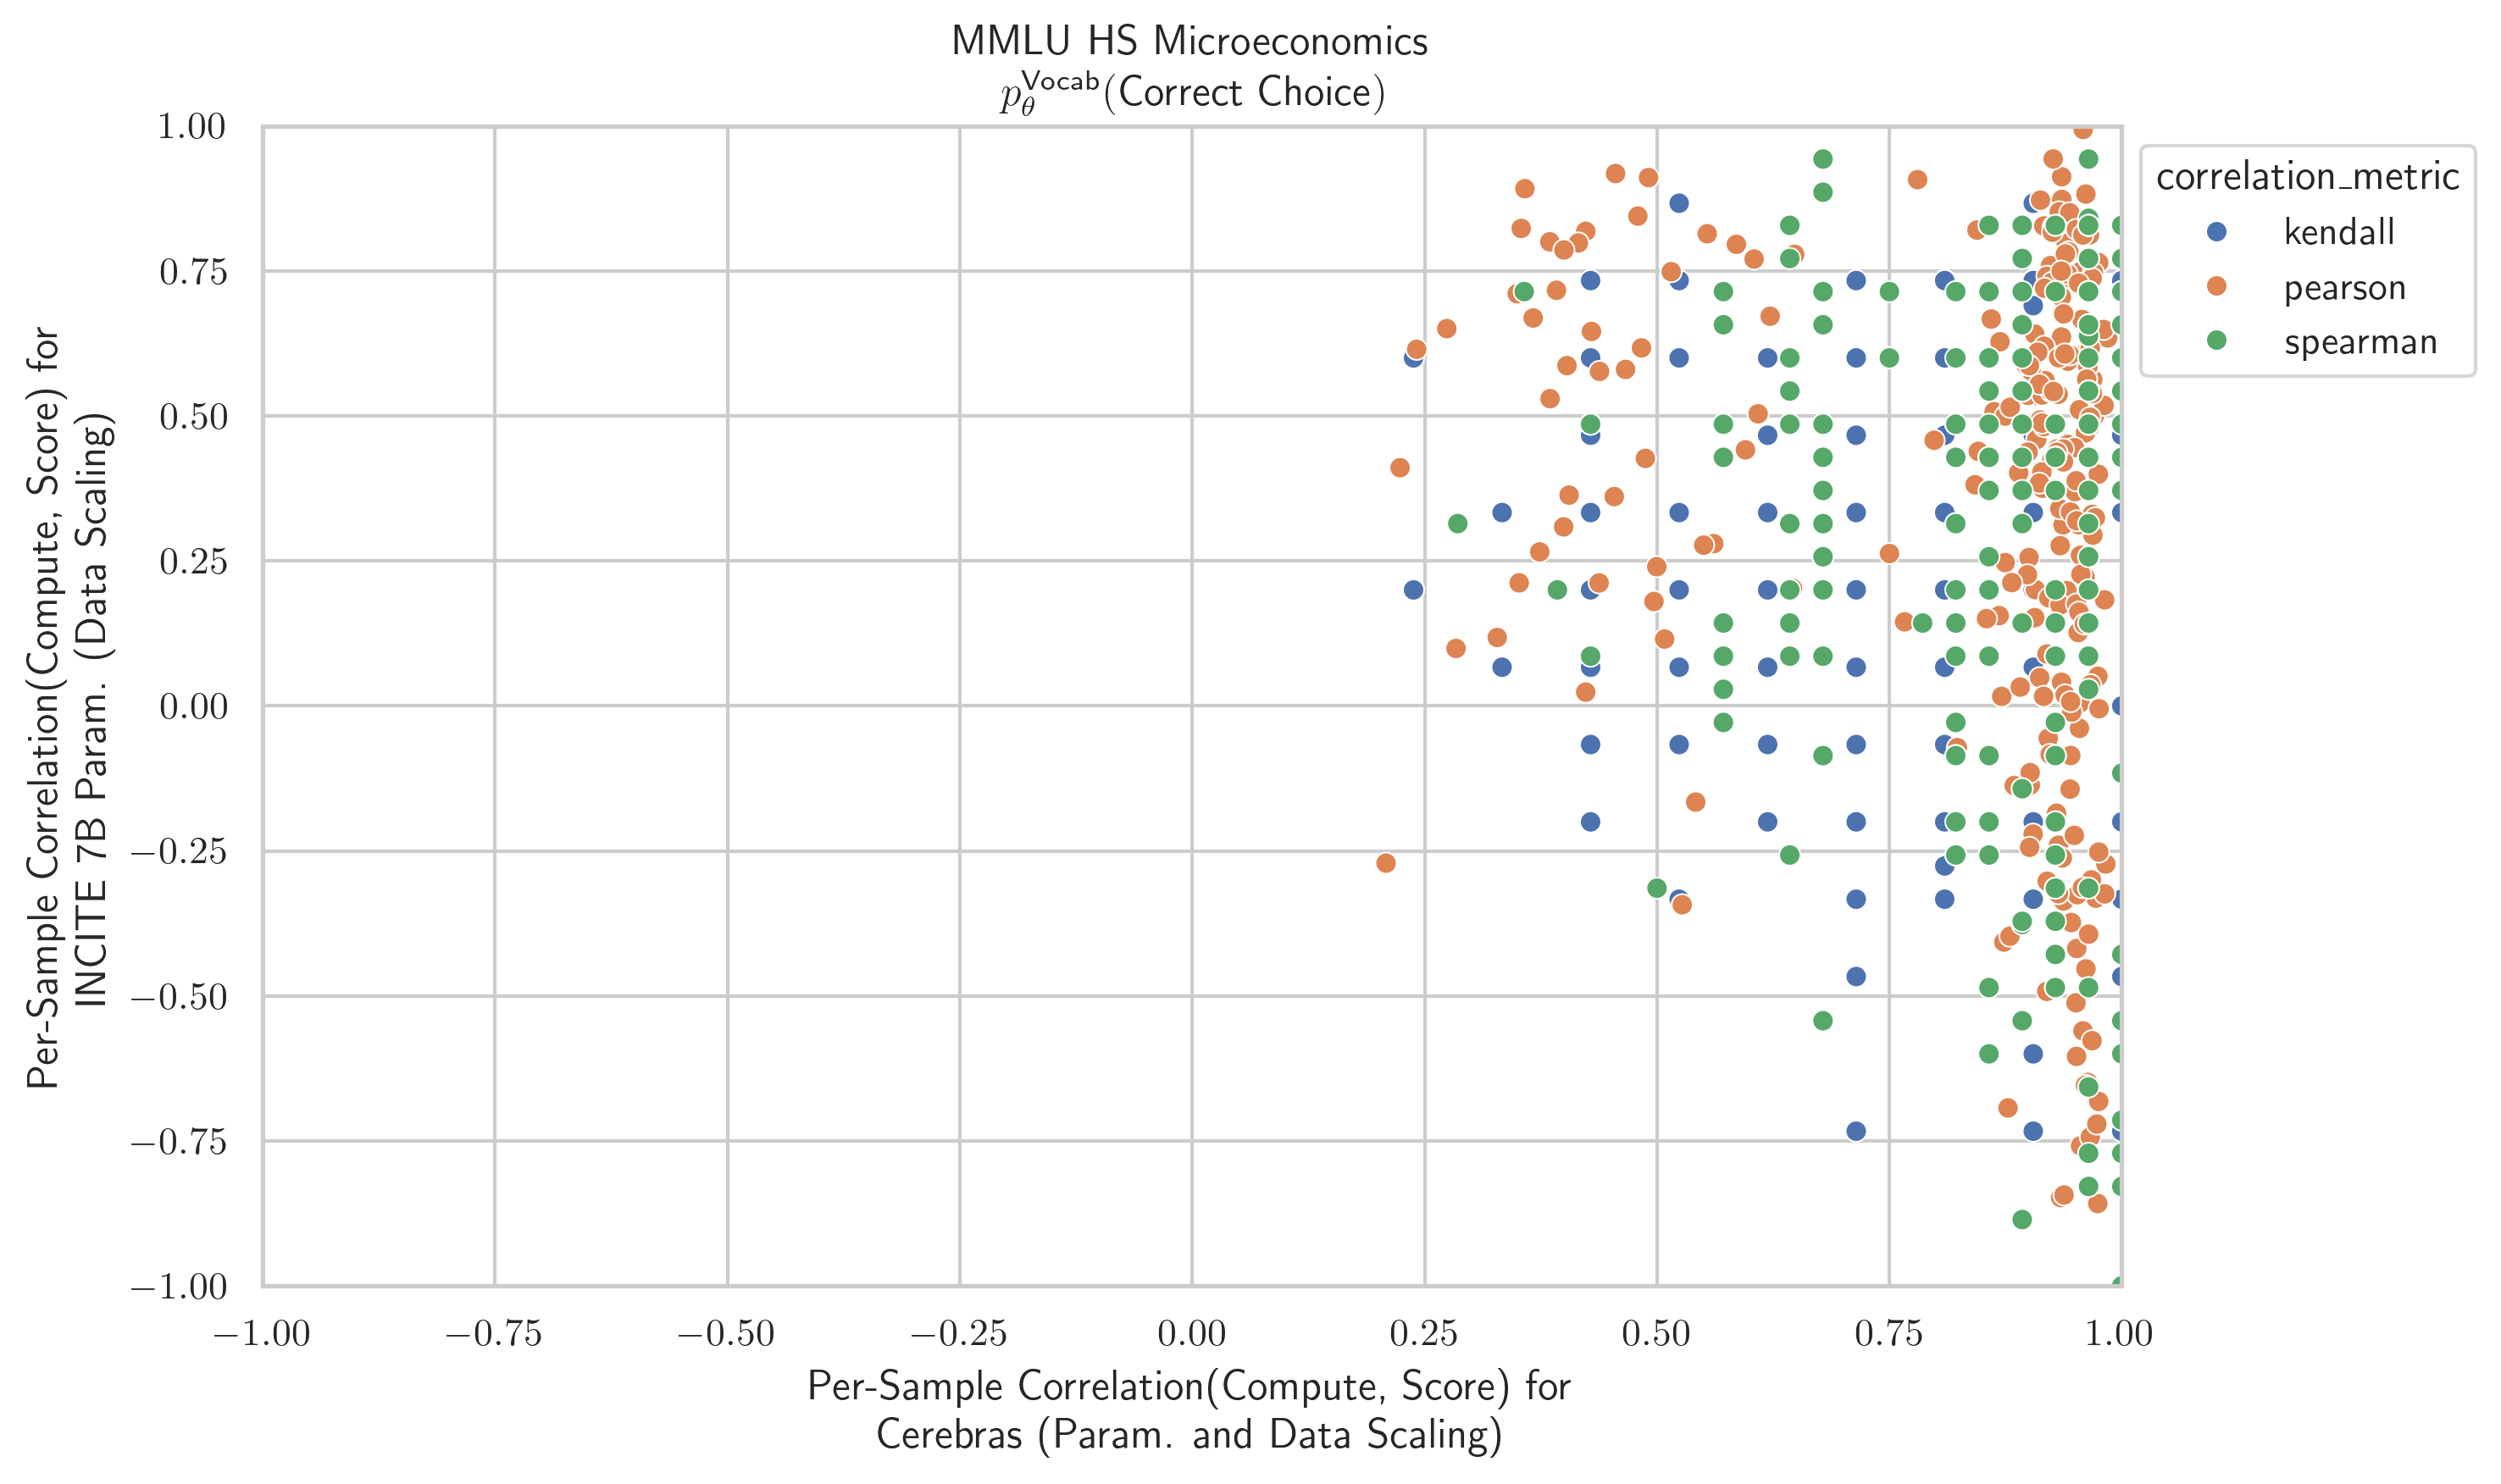 MMLU HS Microeconomics
p_θ^Vocab(Correct Choice)
1.00
0.75
0.50
0.25
0.00
−0.25
−0.50
−0.75
−1.00
Per-Sample Correlation(Compute, Score) for
INCITE 7B Param. (Data Scaling)
−1.00
−0.75
−0.50
−0.25
0.00
0.25
0.50
0.75
1.00
Per-Sample Correlation(Compute, Score) for
Cerebras (Param. and Data Scaling)
correlation_metric
kendall
pearson
spearman